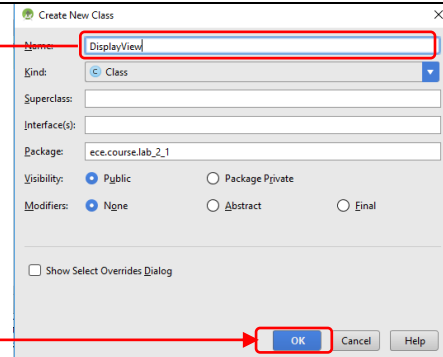 Create New Class
Name: DisplayView
Kind: C Class
Superclass:
Interface(s):
Package: ece.course.lab_2_1
Visibility: Public Package Private
Modifiers: None Abstract Final
Show Select Overrides Dialog
OK Cancel Help